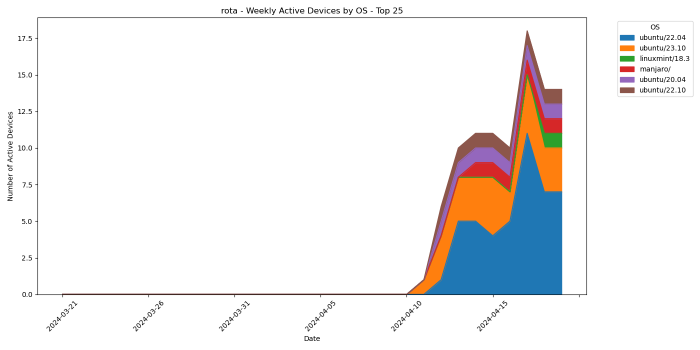 rota - Weekly Active Devices by OS - Top 25
Number of Active Devices
17.5
15.0
12.5
10.0
7.5
5.0
2.5
0.0
2024-03-21
2024-03-26
2024-03-31
2024-04-05
2024-04-10
2024-04-15
Date
OS
ubuntu/22.04
ubuntu/23.10
linuxmint/18.3
manjaro/
ubuntu/20.04
ubuntu/22.10